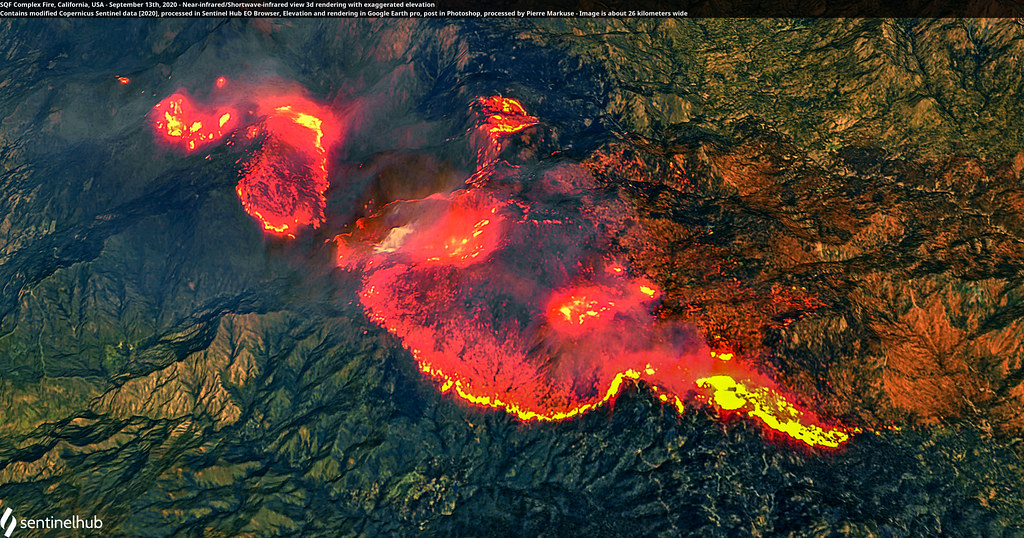 SQF Complex Fire, California, USA - September 13th, 2020 - Near-infrared/Shortwave-infrared view 3d rendering with exaggerated elevation
Contains modified Copernicus Sentinel data [2020], processed in Sentinel Hub EO Browser, Elevation and rendering in Google Earth pro, post in Photoshop, processed by Pierre Markuse - Image is about 26 kilometers wide
sentinelhub